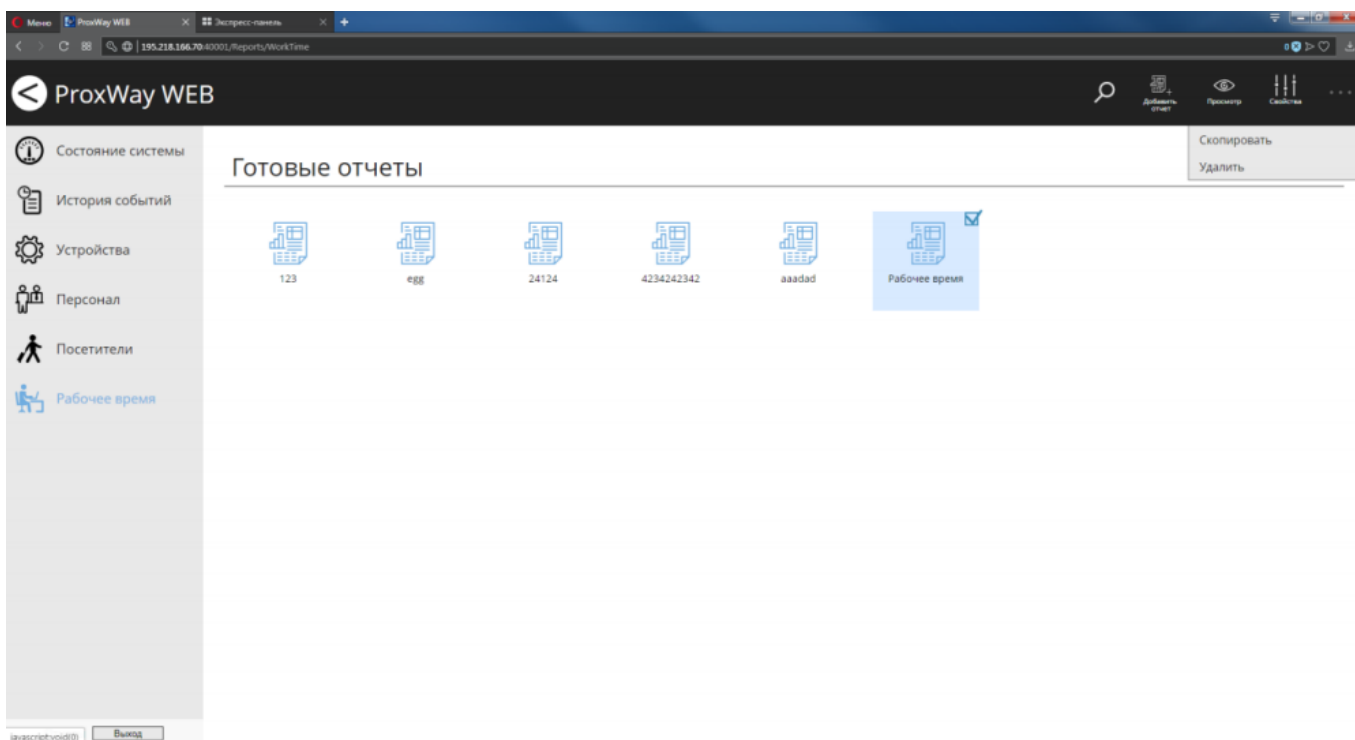 Меню ProxWay WEB Экспресс-панель
195.218.166.70:40001/Reports/WorkTime 0
ProxWay WEB
Добавить отчет
Просмотр
Свойства
Скопировать
Удалить
Состояние системы
История событий
Устройства
Персонал
Посетители
Рабочее время
Готовые отчеты
123 egg 24124 4234242342 aaadad Рабочее время
javascript:void(0) Выход